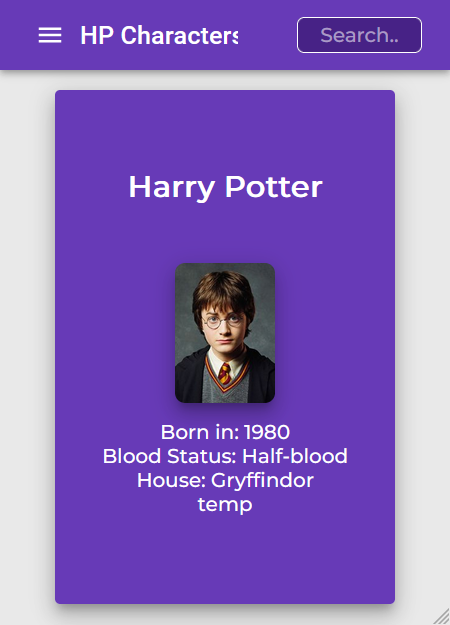 HP Characters
Search..
Harry Potter
Born in: 1980
Blood Status: Half-blood
House: Gryffindor
temp